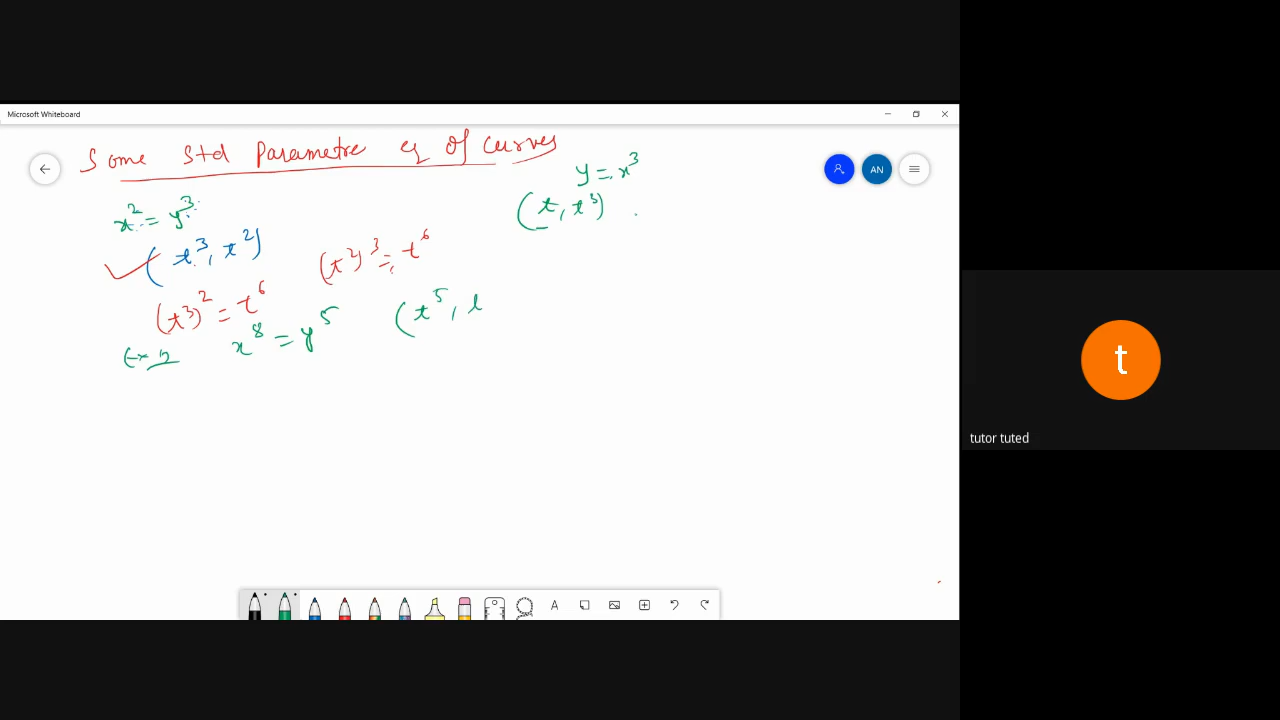 Microsoft Whiteboard
Some Std Parametre eq of curves
y = x³
(t, t³)
x² = y³
(t³, t²)
(t²)³ = t⁶
(t³)² = t⁶
x⁸ = y⁵
(t⁵, t
AN
t
tutor tuted
A